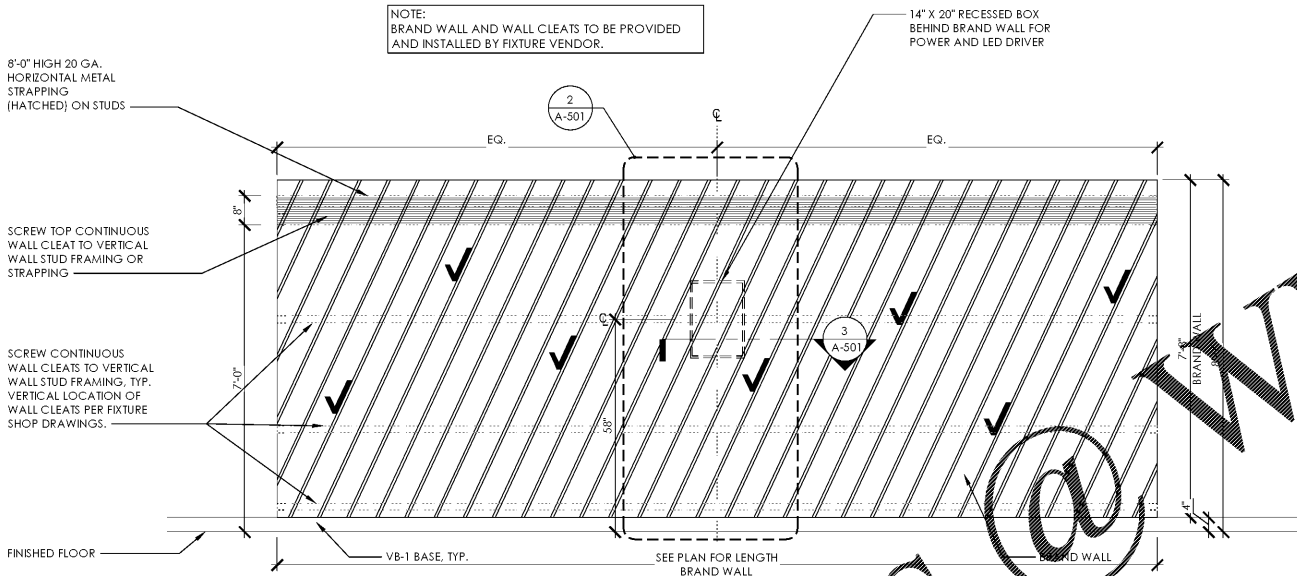 NOTE:
BRAND WALL AND WALL CLEATS TO BE PROVIDED
AND INSTALLED BY FIXTURE VENDOR.
14" X 20" RECESSED BOX
BEHIND BRAND WALL FOR
POWER AND LED DRIVER
8'-0" HIGH 20 GA.
HORIZONTAL METAL
STRAPPING
(HATCHED) ON STUDS
2
A-501
EQ.
EQ.
8"
SCREW TOP CONTINUOUS
WALL CLEAT TO VERTICAL
WALL STUD FRAMING OR
STRAPPING
3
A-501
SCREW CONTINUOUS
WALL CLEATS TO VERTICAL
WALL STUD FRAMING, TYP.
VERTICAL LOCATION OF
WALL CLEATS PER FIXTURE
SHOP DRAWINGS.
7'-0"
58"
BRAND WALL
4"
FINISHED FLOOR
VB-1 BASE, TYP.
SEE PLAN FOR LENGTH
BRAND WALL
BRAND WALL
@ W